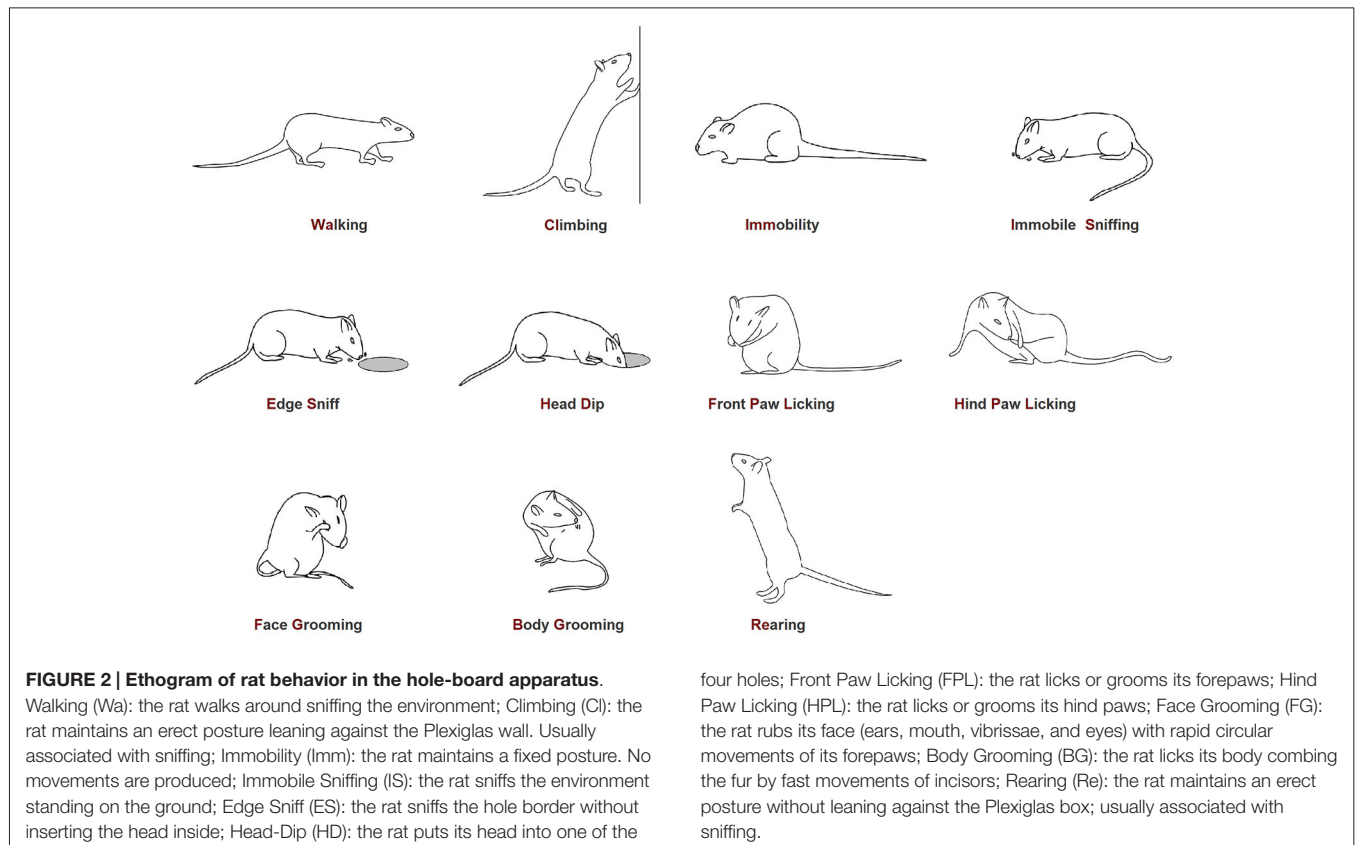 Walking
Climbing
Immobility
Immobile Sniffing
Edge Sniff
Head Dip
Front Paw Licking
Hind Paw Licking
Face Grooming
Body Grooming
Rearing
FIGURE 2 | Ethogram of rat behavior in the hole-board apparatus.
Walking (Wa): the rat walks around sniffing the environment; Climbing (Cl): the
rat maintains an erect posture leaning against the Plexiglas wall. Usually
associated with sniffing; Immobility (Imm): the rat maintains a fixed posture. No
movements are produced; Immobile Sniffing (IS): the rat sniffs the environment
standing on the ground; Edge Sniff (ES): the rat sniffs the hole border without
inserting the head inside; Head-Dip (HD): the rat puts its head into one of the
four holes; Front Paw Licking (FPL): the rat licks or grooms its forepaws; Hind
Paw Licking (HPL): the rat licks or grooms its hind paws; Face Grooming (FG):
the rat rubs its face (ears, mouth, vibrissae, and eyes) with rapid circular
movements of its forepaws; Body Grooming (BG): the rat licks its body combing
the fur by fast movements of incisors; Rearing (Re): the rat maintains an erect
posture without leaning against the Plexiglas box; usually associated with
sniffing.